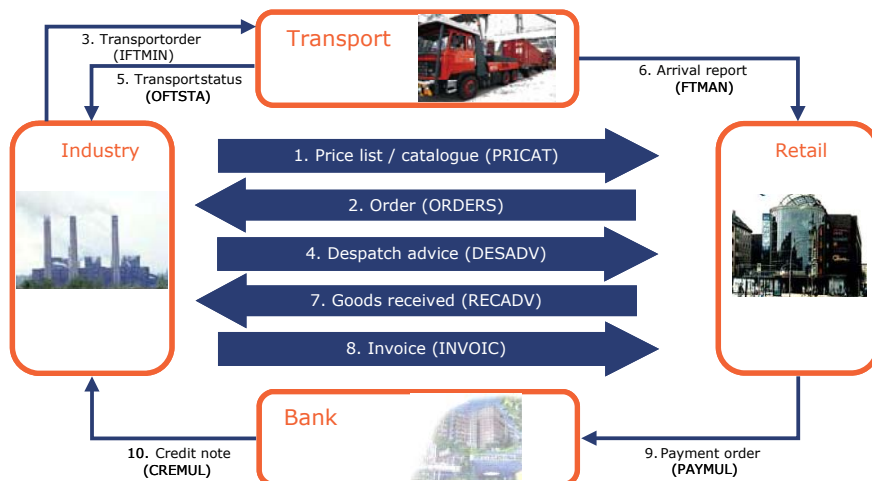 Transport
3. Transportorder
(IFTMIN)
5. Transportstatus
(OFTSTA)
6. Arrival report
(FTMAN)
Industry
Retail
1. Price list / catalogue (PRICAT)
2. Order (ORDERS)
4. Despatch advice (DESADV)
7. Goods received (RECADV)
8. Invoice (INVOIC)
Bank
10. Credit note
(CREMUL)
9. Payment order
(PAYMUL)